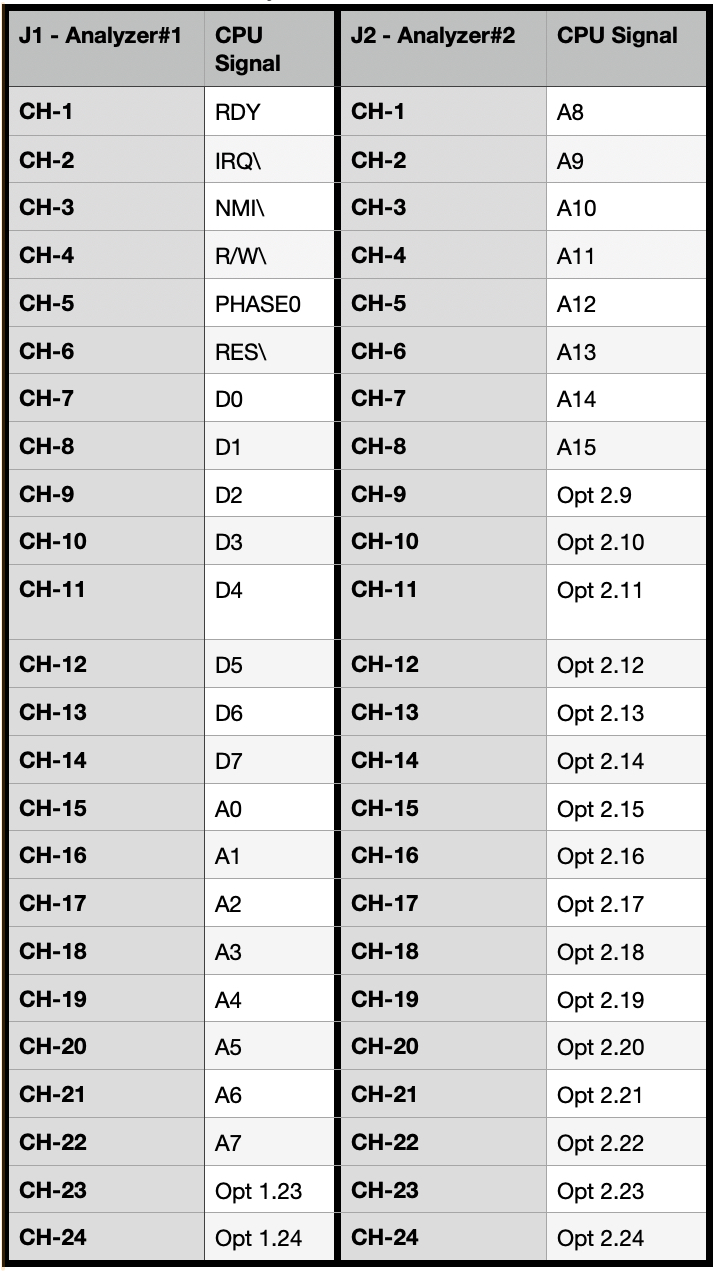 J1 - Analyzer#1 CPU Signal J2 - Analyzer#2 CPU Signal
CH-1 RDY CH-1 A8
CH-2 IRQ\ CH-2 A9
CH-3 NMI\ CH-3 A10
CH-4 R/W\ CH-4 A11
CH-5 PHASE0 CH-5 A12
CH-6 RES\ CH-6 A13
CH-7 D0 CH-7 A14
CH-8 D1 CH-8 A15
CH-9 D2 CH-9 Opt 2.9
CH-10 D3 CH-10 Opt 2.10
CH-11 D4 CH-11 Opt 2.11
CH-12 D5 CH-12 Opt 2.12
CH-13 D6 CH-13 Opt 2.13
CH-14 D7 CH-14 Opt 2.14
CH-15 A0 CH-15 Opt 2.15
CH-16 A1 CH-16 Opt 2.16
CH-17 A2 CH-17 Opt 2.17
CH-18 A3 CH-18 Opt 2.18
CH-19 A4 CH-19 Opt 2.19
CH-20 A5 CH-20 Opt 2.20
CH-21 A6 CH-21 Opt 2.21
CH-22 A7 CH-22 Opt 2.22
CH-23 Opt 1.23 CH-23 Opt 2.23
CH-24 Opt 1.24 CH-24 Opt 2.24